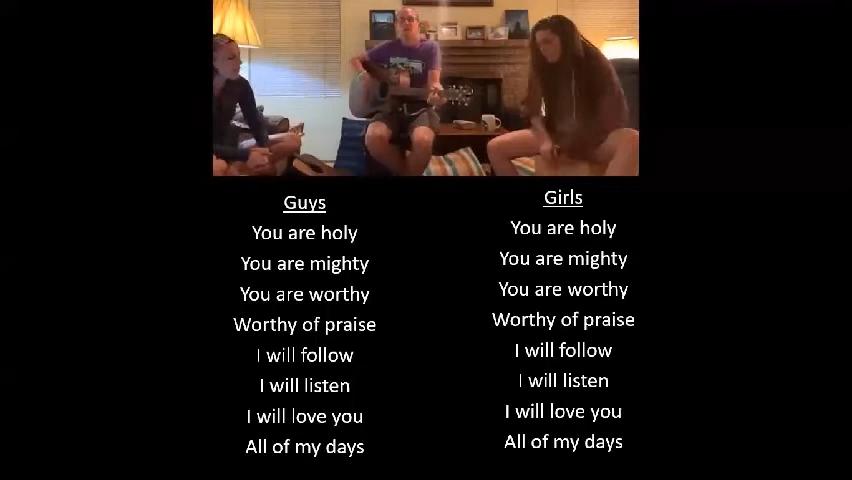 Guys
You are holy
You are mighty
You are worthy
Worthy of praise
I will follow
I will listen
I will love you
All of my days
Girls
You are holy
You are mighty
You are worthy
Worthy of praise
I will follow
I will listen
I will love you
All of my days